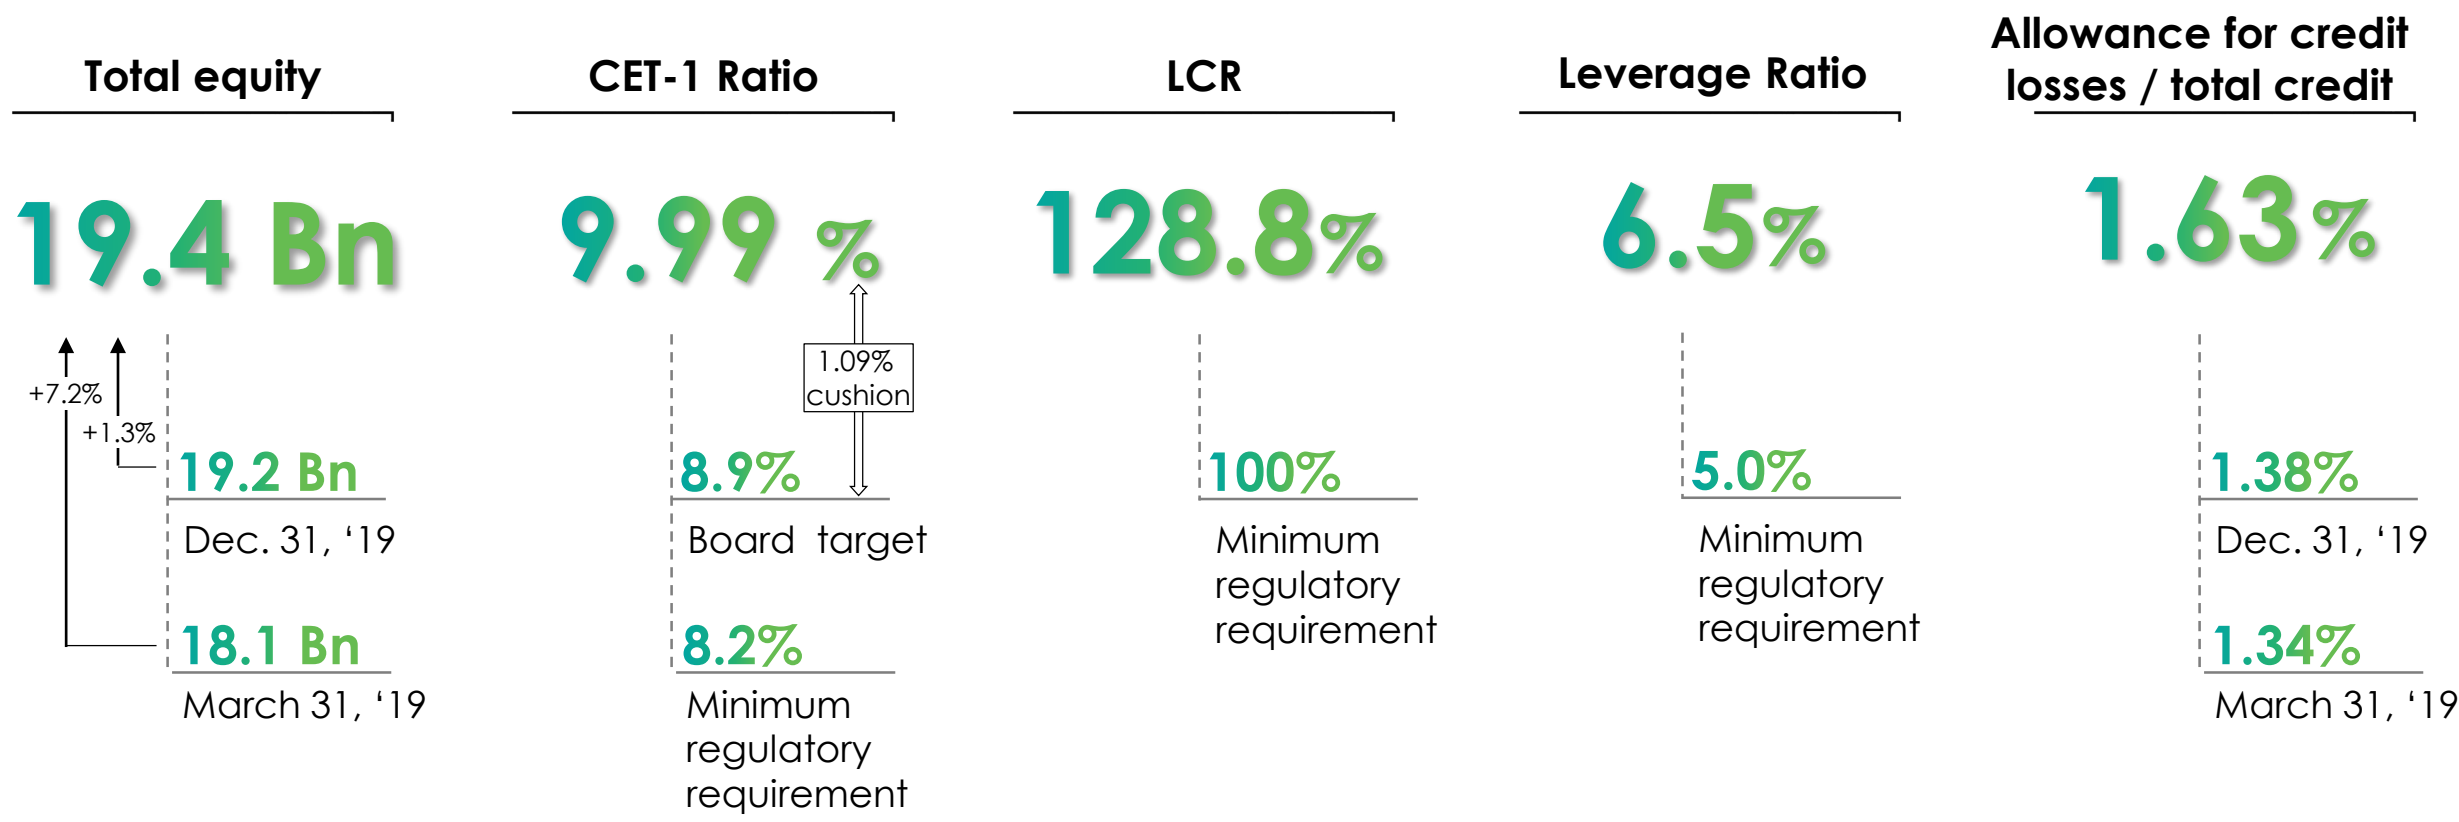 Total equity
19.4 Bn
+7.2%
+1.3%
19.2 Bn
Dec. 31, ‘19
18.1 Bn
March 31, ‘19
CET-1 Ratio
9.99 %
1.09%
cushion
8.9%
Board target
8.2%
Minimum
regulatory
requirement
LCR
128.8%
100%
Minimum
regulatory
requirement
Leverage Ratio
6.5%
5.0%
Minimum
regulatory
requirement
Allowance for credit
losses / total credit
1.63%
1.38%
Dec. 31, ‘19
1.34%
March 31, ‘19